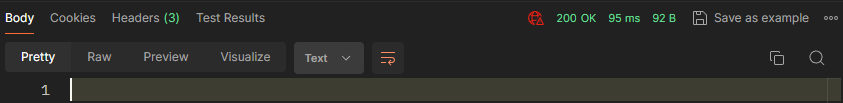 Body Cookies Headers (3) Test Results 200 OK 95 ms 92 B Save as example
Pretty Raw Preview Visualize Text
1